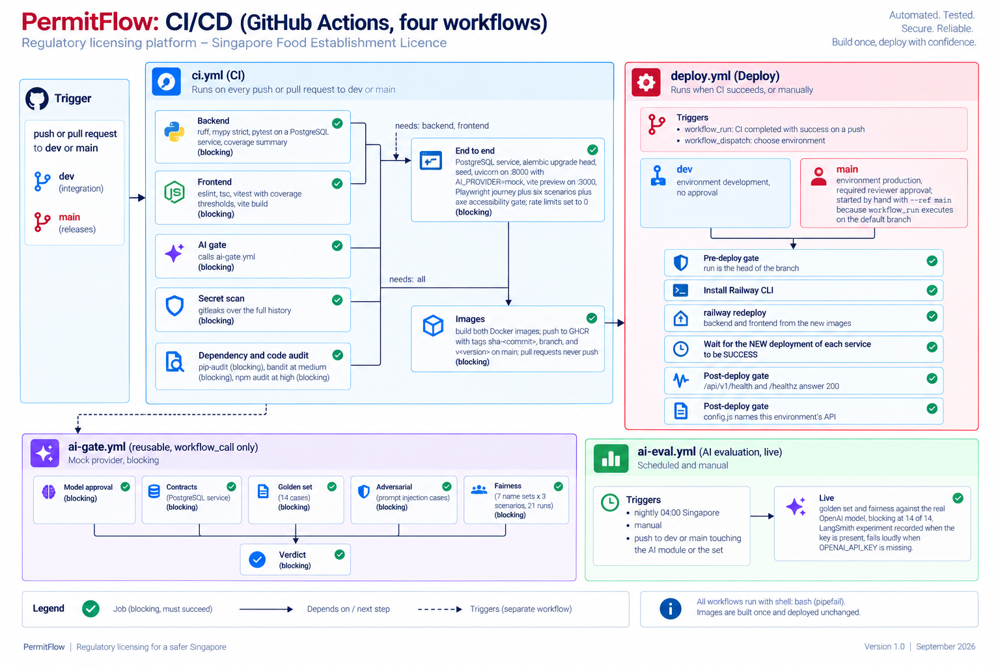 PermitFlow: CI/CD (GitHub Actions, four workflows)
Regulatory licensing platform – Singapore Food Establishment Licence
Automated. Tested.
Secure. Reliable.
Build once, deploy with confidence.
Trigger
push or pull request
to dev or main
dev
(integration)
main
(releases)
ci.yml (CI)
Runs on every push or pull request to dev or main
Backend
ruff, mypy strict, pytest on a PostgreSQL
service, coverage summary
(blocking)
Frontend
eslint, tsc, vitest with coverage
thresholds, vite build
(blocking)
AI gate
calls ai-gate.yml
(blocking)
Secret scan
gitleaks over the full history
(blocking)
Dependency and code audit
pip-audit (blocking), bandit at medium
(blocking), npm audit at high (blocking)
needs: backend, frontend
End to end
PostgreSQL service, alembic upgrade head,
seed, uvicorn on :8000 with
AI_PROVIDER=mock, vite preview on :3000,
Playwright journey plus six scenarios plus
axe accessibility gate; rate limits set to 0
(blocking)
needs: all
Images
build both Docker images; push to GHCR
with tags sha-<commit>, branch, and
v<version> on main; pull requests never push
(blocking)
deploy.yml (Deploy)
Runs when CI succeeds, or manually
Triggers
• workflow_run: CI completed with success on a push
• workflow_dispatch: choose environment
dev
environment development,
no approval
main
environment production,
required reviewer approval;
started by hand with --ref main
because workflow_run executes
on the default branch
Pre-deploy gate
run is the head of the branch
Install Railway CLI
railway redeploy
backend and frontend from the new images
Wait for the NEW deployment of each service
to be SUCCESS
Post-deploy gate
/api/v1/health and /healthz answer 200
Post-deploy gate
config.js names this environment's API
ai-gate.yml (reusable, workflow_call only)
Mock provider, blocking
Model approval
(blocking)
Contracts
(PostgreSQL service)
(blocking)
Golden set
(14 cases)
(blocking)
Adversarial
(prompt injection cases)
(blocking)
Fairness
(7 name sets x 3
scenarios, 21 runs)
(blocking)
Verdict
(blocking)
ai-eval.yml (AI evaluation, live)
Scheduled and manual
Triggers
• nightly 04:00 Singapore
• manual
• push to dev or main touching
the AI module or the set
Live
golden set and fairness against the real
OpenAI model, blocking at 14 of 14,
LangSmith experiment recorded when the
key is present, fails loudly when
OPENAI_API_KEY is missing.
Legend
Job (blocking, must succeed)
Depends on / next step
Triggers (separate workflow)
All workflows run with shell: bash (pipefail).
Images are built once and deployed unchanged.
PermitFlow | Regulatory licensing for a safer Singapore
Version 1.0 | September 2026